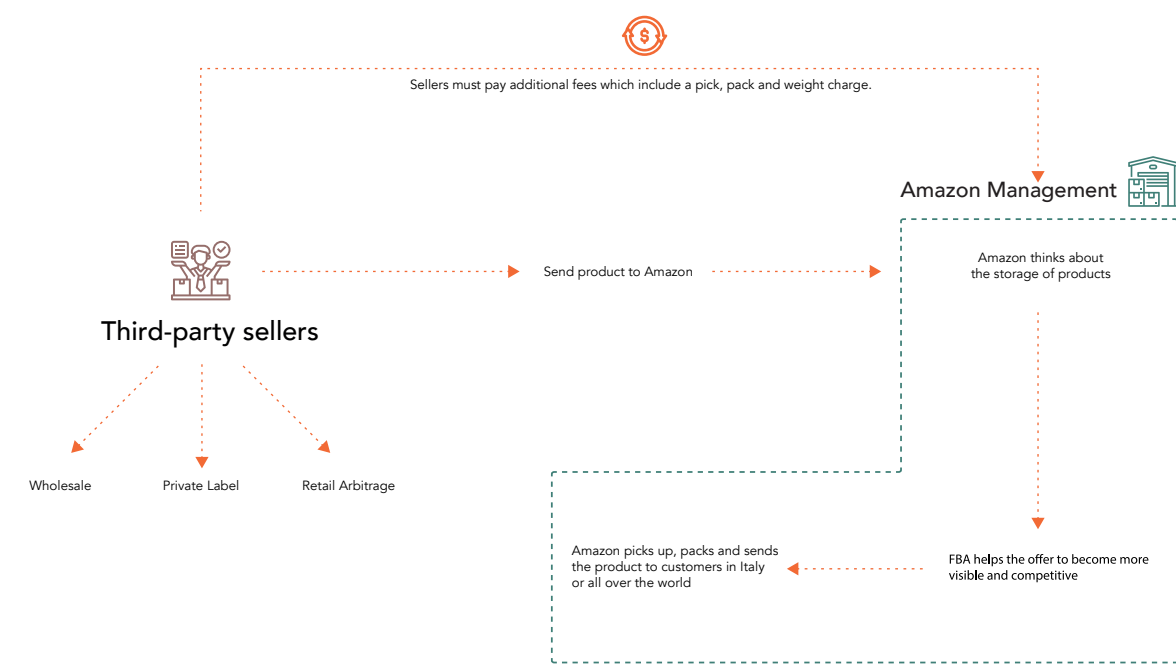 $
Sellers must pay additional fees which include a pick, pack and weight charge.
Amazon Management
Amazon thinks about
the storage of products
Send product to Amazon
Third-party sellers
Wholesale
Private Label
Retail Arbitrage
Amazon picks up, packs and sends
the product to customers in Italy
or all over the world
FBA helps the offer to become more
visible and competitive